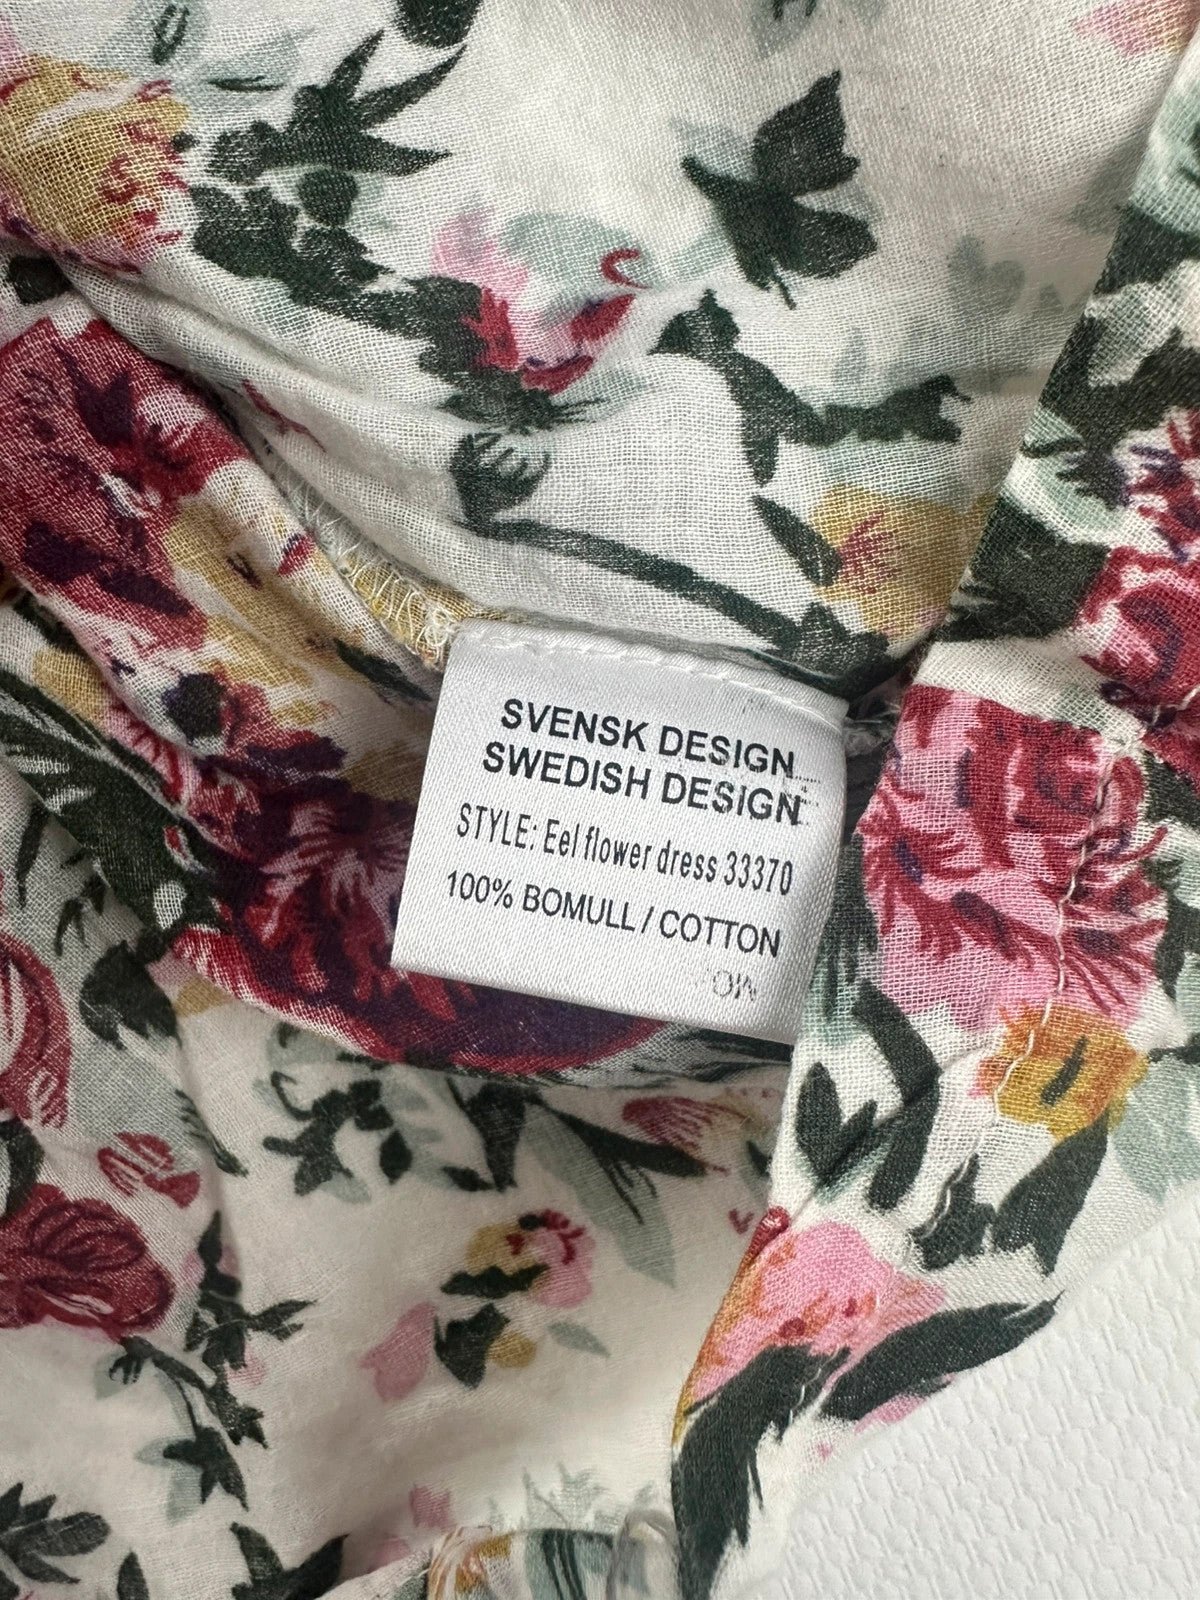 SVENSK DESIGN
SWEDISH DESIGN
STYLE: Eel flower dress 33370
100% BOMULL / COTTON